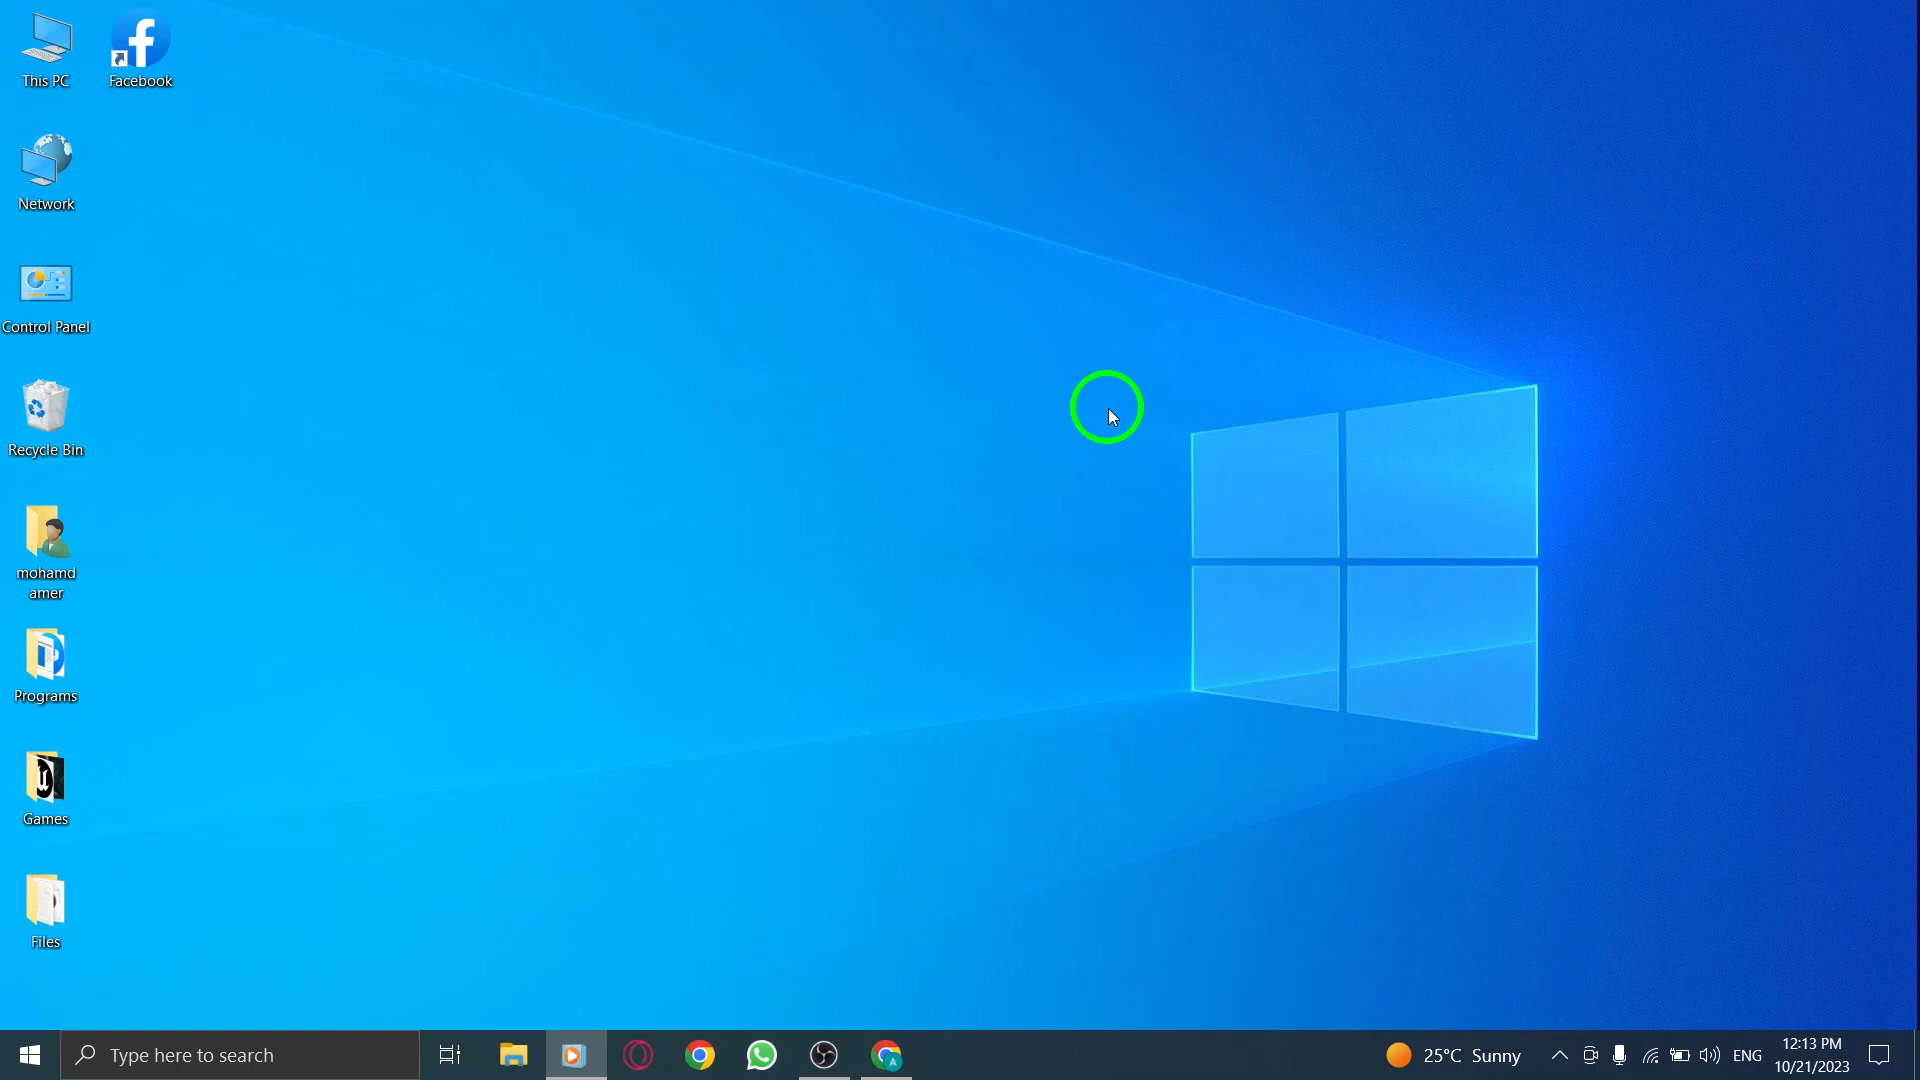 This PC
Facebook
Network
Control Panel
Recycle Bin
mohamd
amer
Programs
Games
Files
Type here to search
25°C Sunny
ENG
12:13 PM
10/21/2023